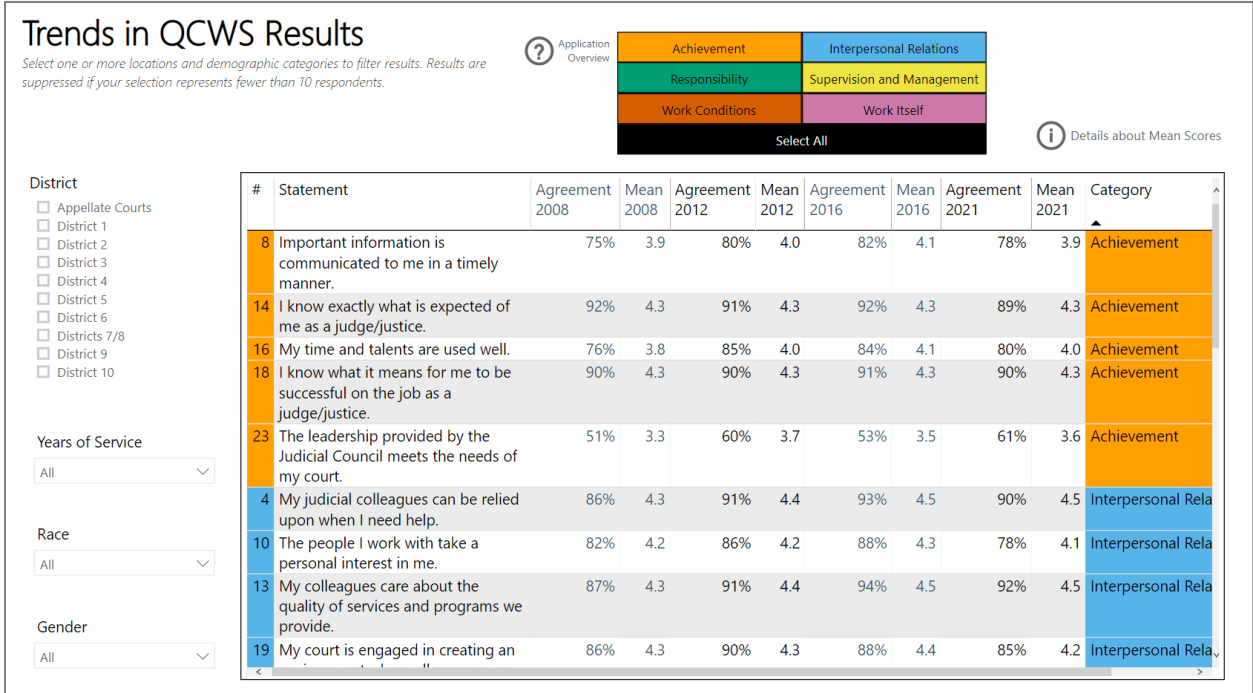 Trends in QCWS Results
Select one or more locations and demographic categories to filter results. Results are
suppressed if your selection represents fewer than 10 respondents.
? Application
Overview
Achievement Interpersonal Relations
Responsibility Supervision and Management
Work Conditions Work Itself
Select All
i Details about Mean Scores
District
Appellate Courts
District 1
District 2
District 3
District 4
District 5
District 6
Districts 7/8
District 9
District 10
Years of Service
All
Race
All
Gender
All
# Statement Agreement Mean Agreement Mean Agreement Mean Agreement Mean Category
2008 2008 2012 2012 2016 2016 2021 2021
8 Important information is 75% 3.9 80% 4.0 82% 4.1 78% 3.9 Achievement
communicated to me in a timely
manner.
14 I know exactly what is expected of 92% 4.3 91% 4.3 92% 4.3 89% 4.3 Achievement
me as a judge/justice.
16 My time and talents are used well. 76% 3.8 85% 4.0 84% 4.1 80% 4.0 Achievement
18 I know what it means for me to be 90% 4.3 90% 4.3 91% 4.3 90% 4.3 Achievement
successful on the job as a
judge/justice.
23 The leadership provided by the 51% 3.3 60% 3.7 53% 3.5 61% 3.6 Achievement
Judicial Council meets the needs of
my court.
4 My judicial colleagues can be relied 86% 4.3 91% 4.4 93% 4.5 90% 4.5 Interpersonal Rela
upon when I need help.
10 The people I work with take a 82% 4.2 86% 4.2 88% 4.3 78% 4.1 Interpersonal Rela
personal interest in me.
13 My colleagues care about the 87% 4.3 91% 4.4 94% 4.5 92% 4.5 Interpersonal Rela
quality of services and programs we
provide.
19 My court is engaged in creating an 86% 4.3 90% 4.3 88% 4.4 85% 4.2 Interpersonal Rela